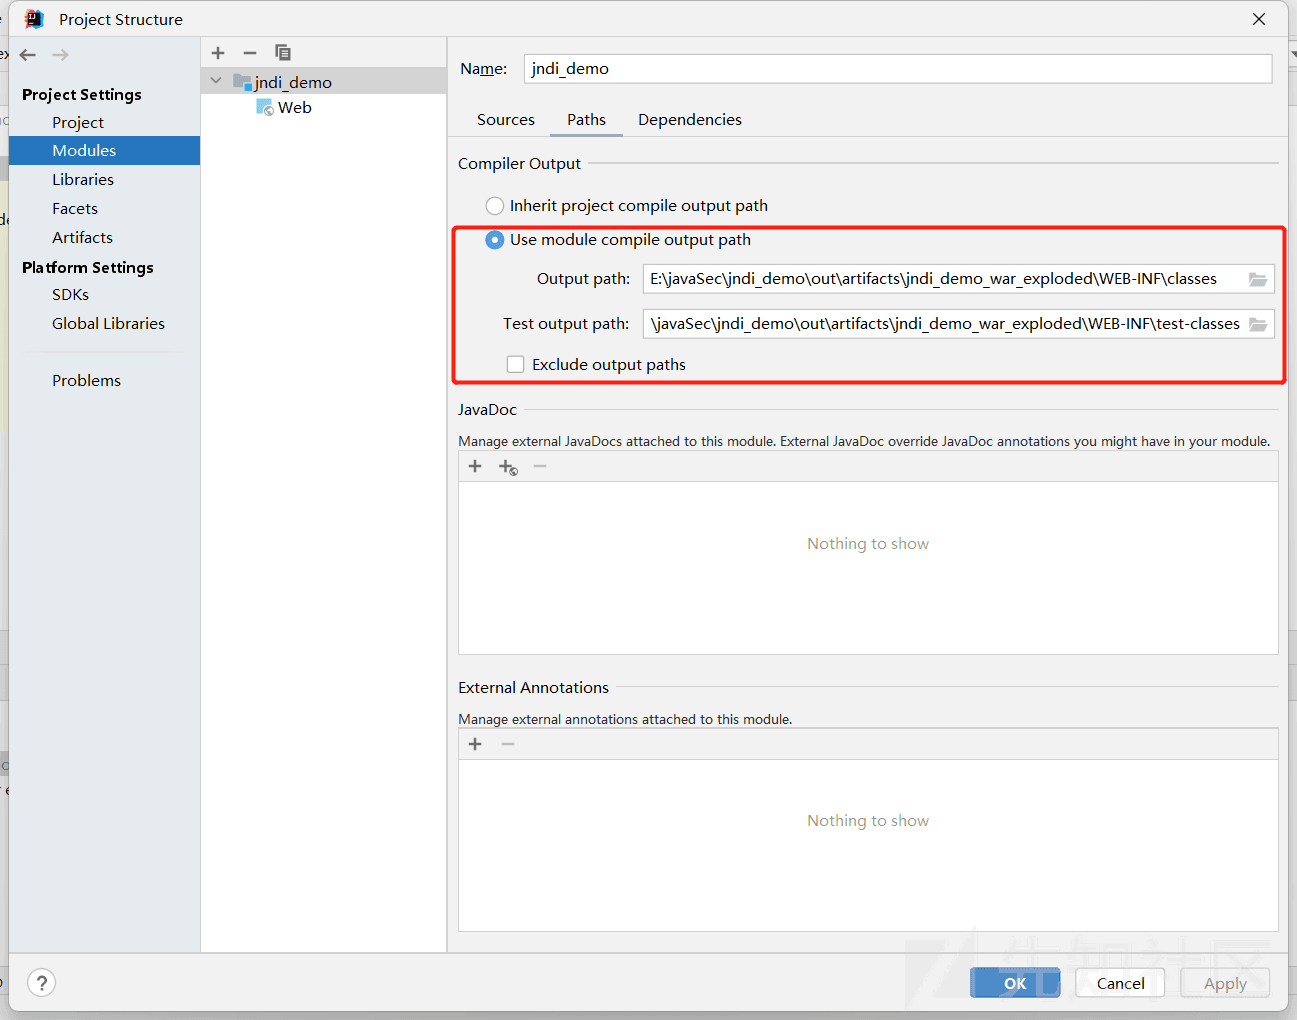 Project Structure
Project Settings
Project
Modules
Libraries
Facets
Artifacts
Platform Settings
SDKs
Global Libraries
Problems
jndi_demo
Web
Name: jndi_demo
Sources Paths Dependencies
Compiler Output
Inherit project compile output path
Use module compile output path
Output path: E:\javaSec\jndi_demo\out\artifacts\jndi_demo_war_exploded\WEB-INF\classes
Test output path: \javaSec\jndi_demo\out\artifacts\jndi_demo_war_exploded\WEB-INF\test-classes
Exclude output paths
JavaDoc
Manage external JavaDocs attached to this module. External JavaDoc override JavaDoc annotations you might have in your module.
Nothing to show
External Annotations
Manage external annotations attached to this module.
Nothing to show
先知社区
? OK Cancel Apply